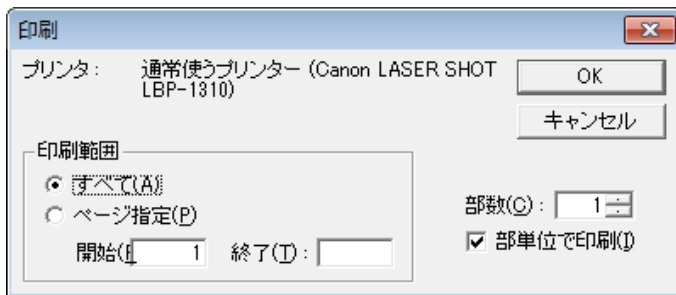 印刷
プリンタ： 通常使うプリンター (Canon LASER SHOT
LBP-1310)
OK
キャンセル
印刷範囲
すべて(A)
ページ指定(P)
開始( 1 終了(T)：
部数(C)： 1
部単位で印刷(I)